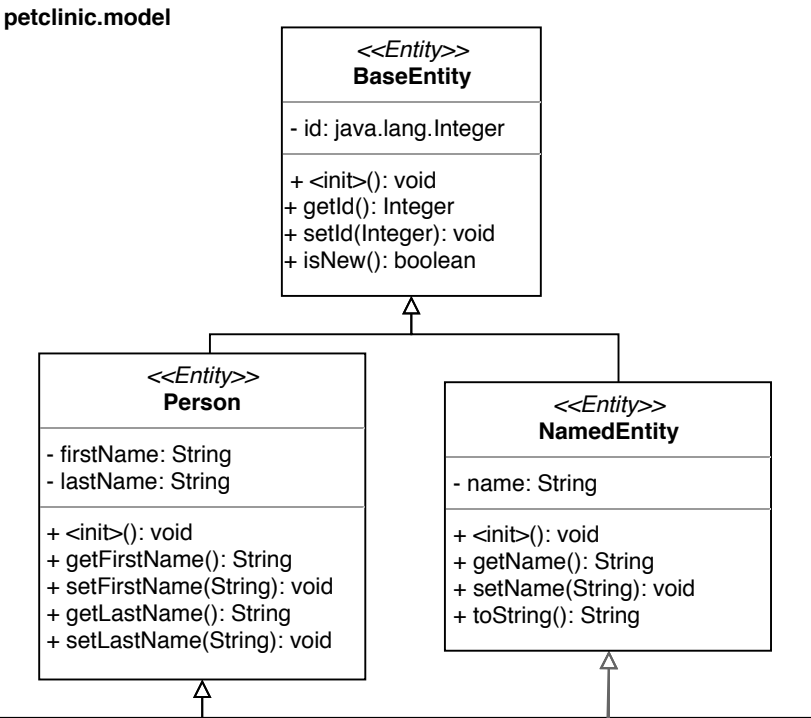 petclinic.model
<<Entity>>
BaseEntity
- id: java.lang.Integer
+ <init>(): void
+ getId(): Integer
+ setId(Integer): void
+ isNew(): boolean
<<Entity>>
Person
- firstName: String
- lastName: String
+ <init>(): void
+ getFirstName(): String
+ setFirstName(String): void
+ getLastName(): String
+ setLastName(String): void
<<Entity>>
NamedEntity
- name: String
+ <init>(): void
+ getName(): String
+ setName(String): void
+ toString(): String